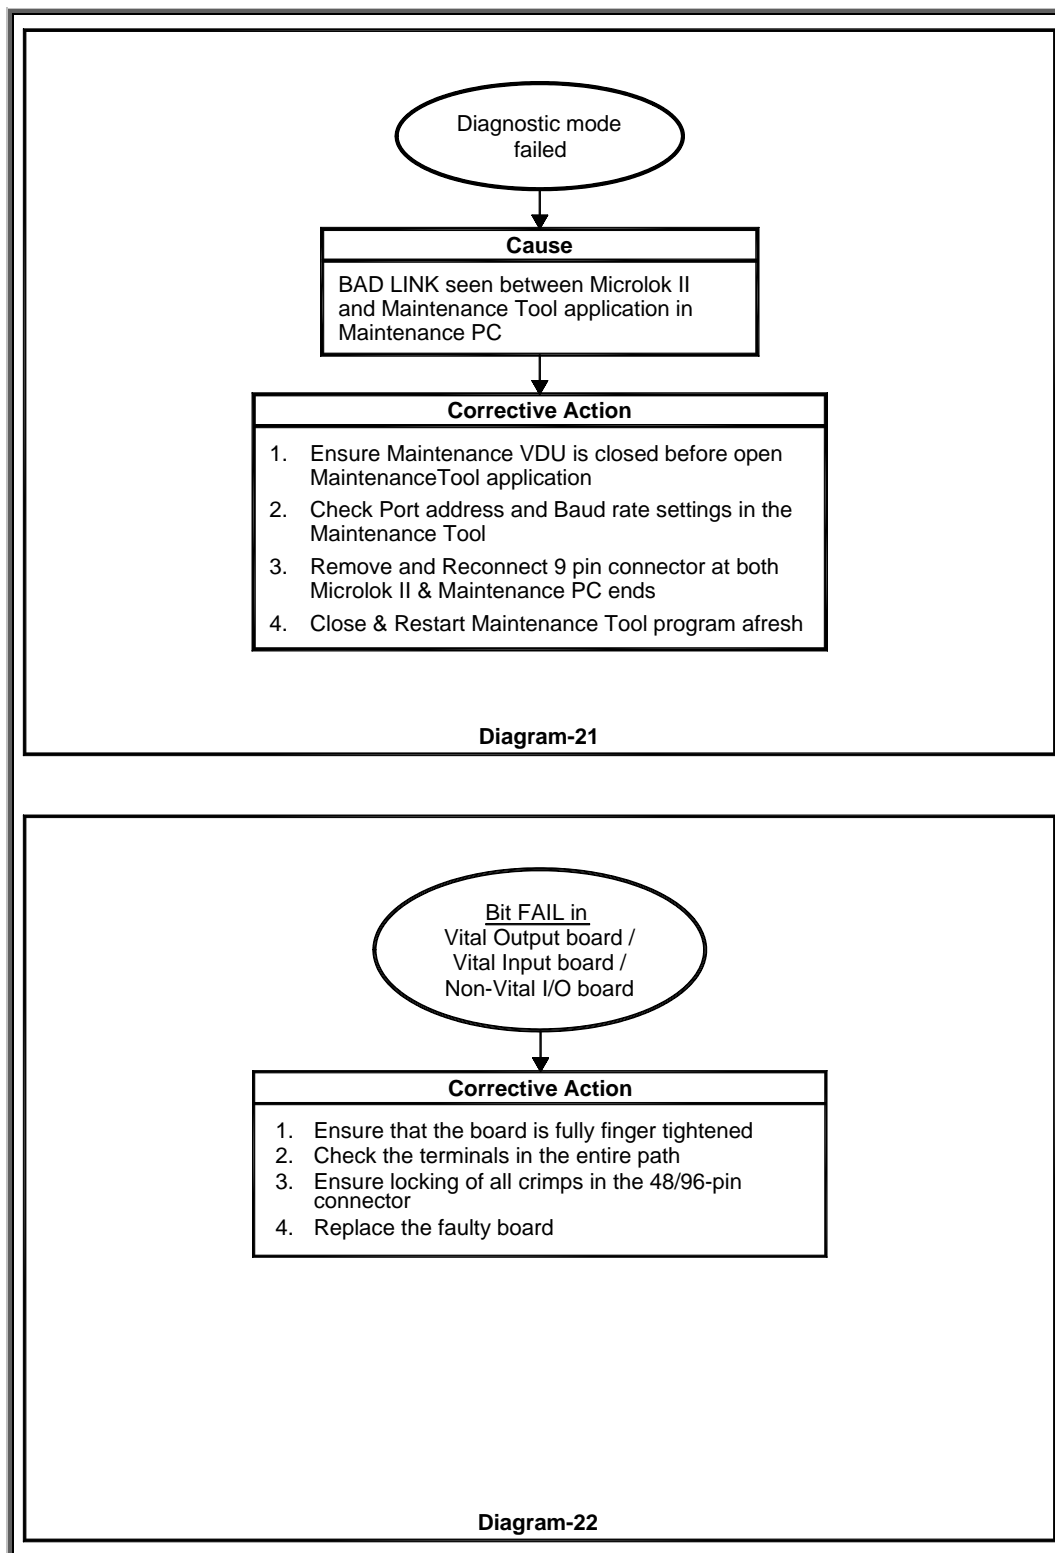 Diagnostic mode
failed
Cause
BAD LINK seen between Microlok II
and Maintenance Tool application in
Maintenance PC
Corrective Action
1. Ensure Maintenance VDU is closed before open
MaintenanceTool application
2. Check Port address and Baud rate settings in the
Maintenance Tool
3. Remove and Reconnect 9 pin connector at both
Microlok II & Maintenance PC ends
4. Close & Restart Maintenance Tool program afresh
Diagram-21
Bit FAIL in
Vital Output board /
Vital Input board /
Non-Vital I/O board
Corrective Action
1. Ensure that the board is fully finger tightened
2. Check the terminals in the entire path
3. Ensure locking of all crimps in the 48/96-pin
connector
4. Replace the faulty board
Diagram-22